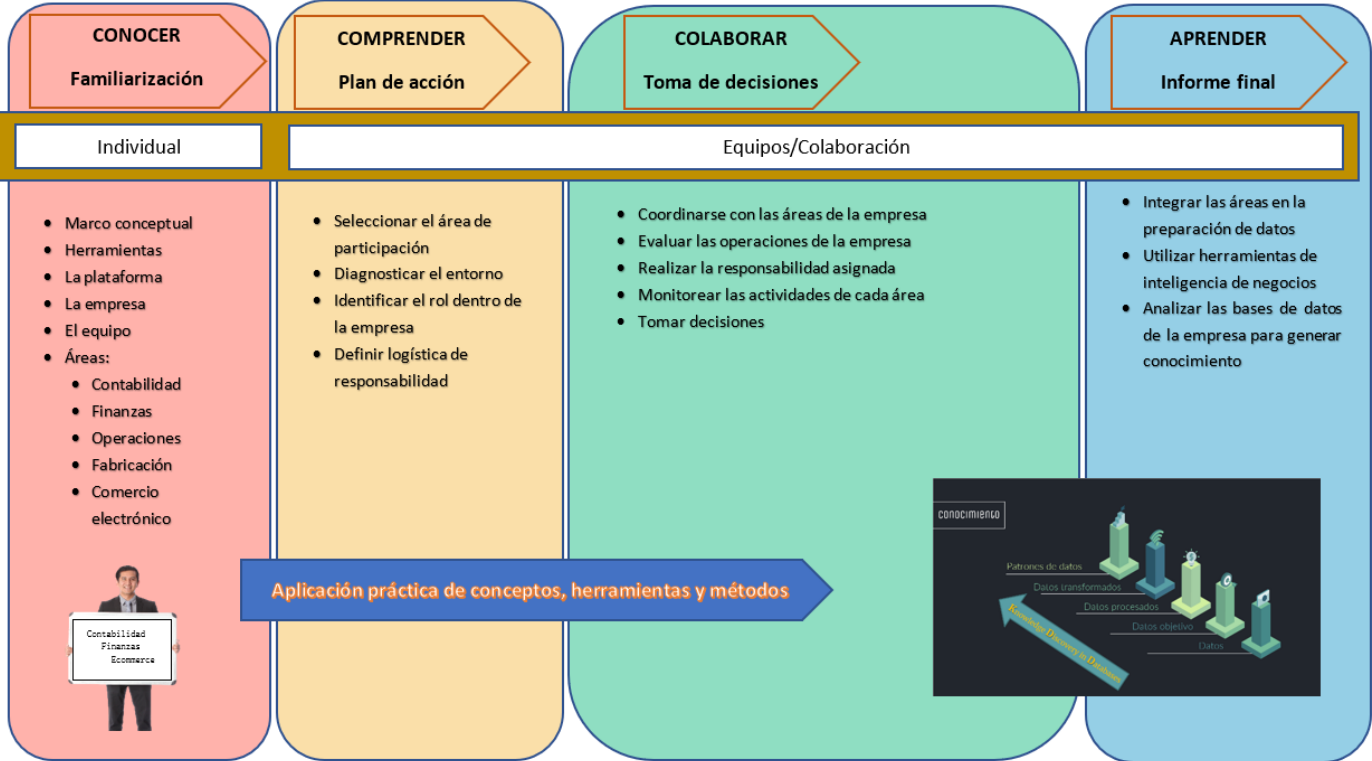 CONOCER
Familiarización
COMPRENDER
Plan de acción
COLABORAR
Toma de decisiones
APRENDER
Informe final
Individual
Equipos/Colaboración
• Marco conceptual
• Herramientas
• La plataforma
• La empresa
• El equipo
• Áreas:
• Contabilidad
• Finanzas
• Operaciones
• Fabricación
• Comercio
electrónico
• Seleccionar el área de
participación
• Diagnosticar el entorno
• Identificar el rol dentro de
la empresa
• Definir logística de
responsabilidad
• Coordinarse con las áreas de la empresa
• Evaluar las operaciones de la empresa
• Realizar la responsabilidad asignada
• Monitorear las actividades de cada área
• Tomar decisiones
• Integrar las áreas en la
preparación de datos
• Utilizar herramientas de
inteligencia de negocios
• Analizar las bases de datos
de la empresa para generar
conocimiento
Aplicación práctica de conceptos, herramientas y métodos
Contabilidad
Finanzas
Ecommerce
conocimiento
Patrones de datos
Datos transformados
Datos procesados
Datos objetivo
Datos
Knowledge Discovery in Databases